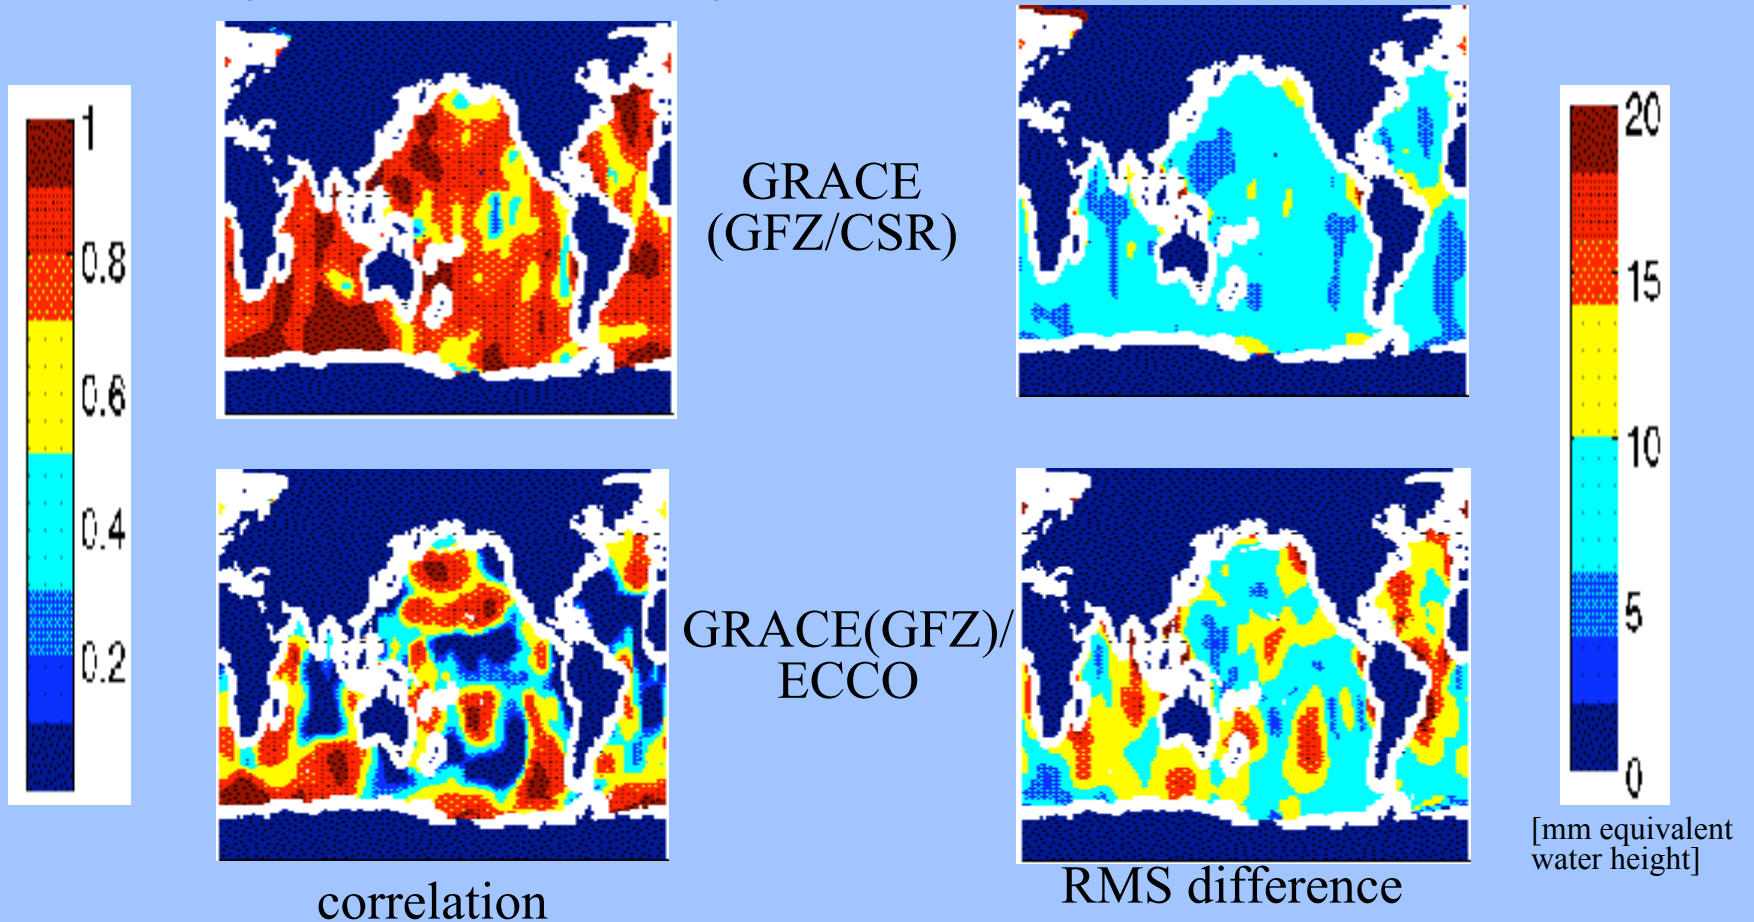 1
0.8
0.6
0.4
0.2
GRACE
(GFZ/CSR)
20
15
10
5
0
GRACE(GFZ)/
ECCO
[mm equivalent
water height]
correlation
RMS difference